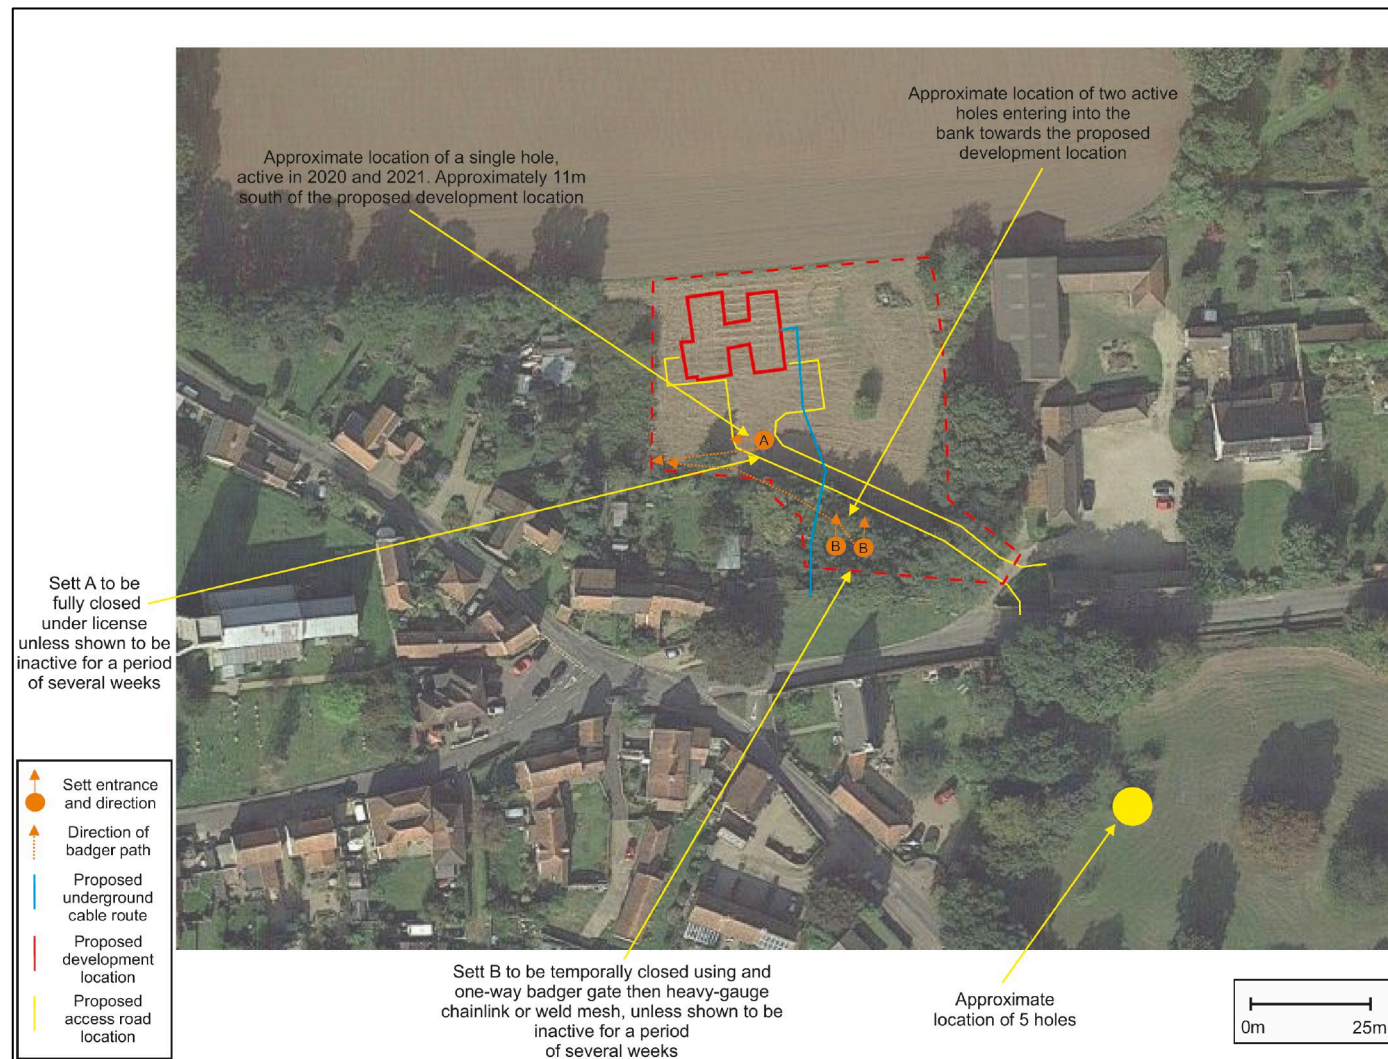 Approximate location of two active
holes entering into the
bank towards the proposed
development location
Approximate location of a single hole,
active in 2020 and 2021. Approximately 11m
south of the proposed development location
A
B
B
Sett A to be
fully closed
under license
unless shown to be
inactive for a period
of several weeks
Sett entrance
and direction
Direction of
badger path
Proposed
underground
cable route
Proposed
development
location
Proposed
access road
location
Sett B to be temporally closed using and
one-way badger gate then heavy-gauge
chainlink or weld mesh, unless shown to be
inactive for a period
of several weeks
Approximate
location of 5 holes
0m 25m